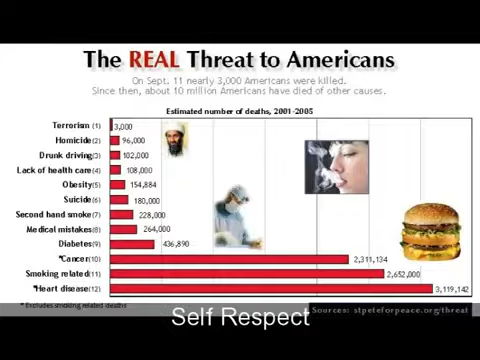 The REAL Threat to Americans
On Sept. 11 nearly 3,000 Americans were killed.
Since then, about 10 million Americans have died of other causes.
Estimated number of deaths, 2001-2005
Terrorism (1) 3,000
Homicide(2) 96,000
Drunk driving(3) 102,000
Lack of health care (4) 108,000
Obesity(5) 154,884
Suicide (6) 180,000
Second hand smoke (7) 228,000
Medical mistakes (8) 264,000
Diabetes(9) 436,890
*Cancer(10) 2,311,134
Smoking related(11) 2,652,000
*Heart disease(12) 3,119,142
* Excludes smoking related deaths
Sources: stpeteforpeace.org/threat
Self Respect